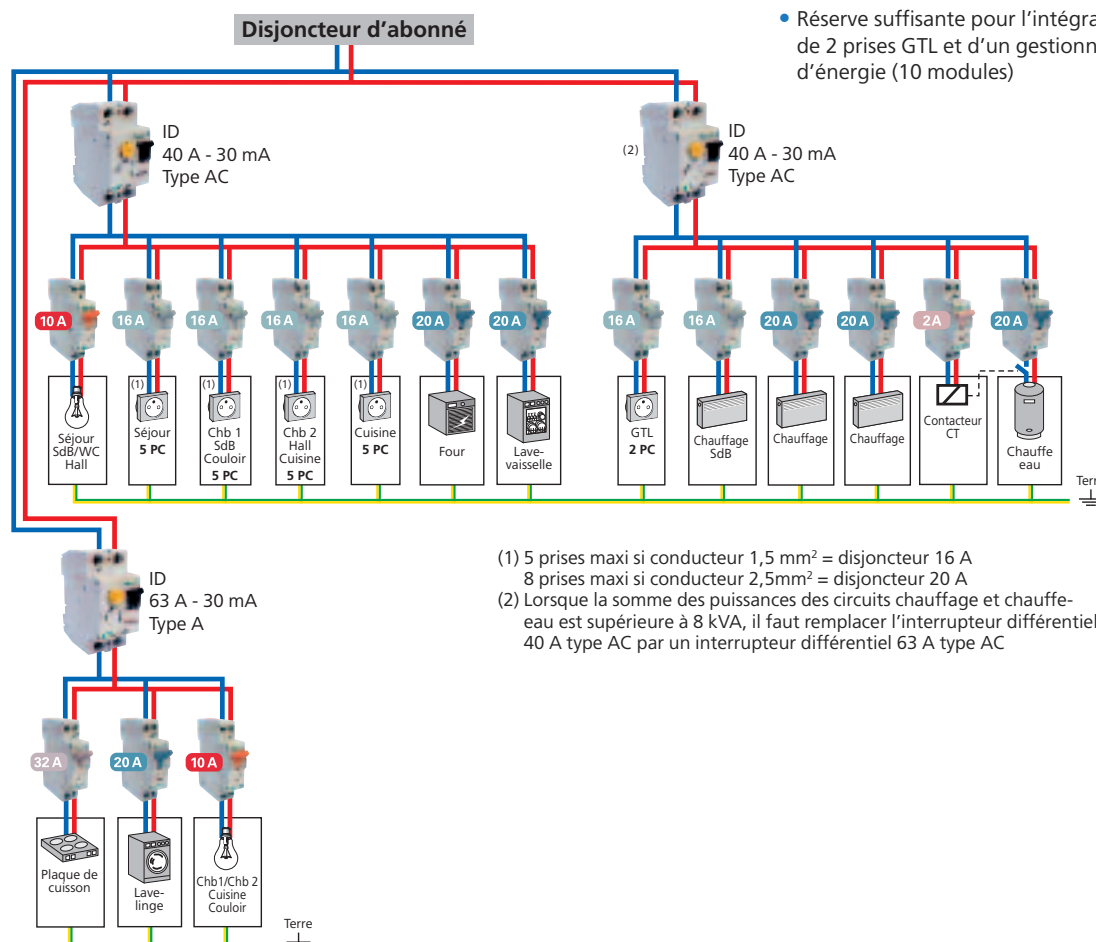 Disjoncteur d'abonné
• Réserve suffisante pour l'intégra
de 2 prises GTL et d'un gestionn
d'énergie (10 modules)
ID
40 A - 30 mA
Type AC
(2)
ID
40 A - 30 mA
Type AC
10 A
16 A
16 A
16 A
16 A
20 A
20 A
16 A
16 A
20 A
20 A
2 A
20 A
Séjour
SdB/WC
Hall
(1)
Séjour
5 PC
(1)
Chb 1
SdB
Couloir
5 PC
(1)
Chb 2
Hall
Cuisine
5 PC
(1)
Cuisine
5 PC
Four
Lave-
vaisselle
GTL
2 PC
Chauffage
SdB
Chauffage
Chauffage
Contacteur
CT
Chauffe
eau
Terr
ID
63 A - 30 mA
Type A
(1) 5 prises maxi si conducteur 1,5 mm² = disjoncteur 16 A
8 prises maxi si conducteur 2,5mm² = disjoncteur 20 A
(2) Lorsque la somme des puissances des circuits chauffage et chauffe-
eau est supérieure à 8 kVA, il faut remplacer l'interrupteur différentiel
40 A type AC par un interrupteur différentiel 63 A type AC
32 A
20 A
10 A
Plaque de
cuisson
Lave-
linge
Chb1/Chb 2
Cuisine
Couloir
Terre